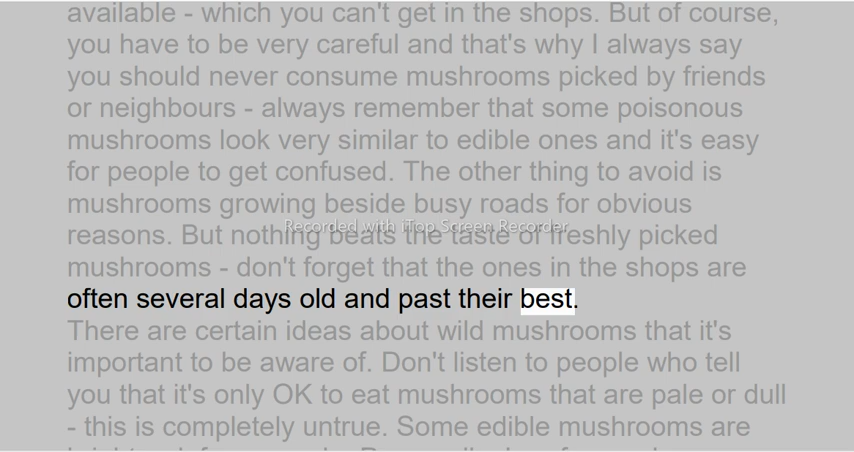 available - which you can't get in the shops. But of course,
you have to be very careful and that's why I always say
you should never consume mushrooms picked by friends
or neighbours - always remember that some poisonous
mushrooms look very similar to edible ones and it's easy
for people to get confused. The other thing to avoid is
mushrooms growing beside busy roads for obvious
Recorded with iTop Screen Recorder
reasons. But nothing beats the taste of freshly picked
mushrooms - don't forget that the ones in the shops are
often several days old and past their best.
There are certain ideas about wild mushrooms that it's
important to be aware of. Don't listen to people who tell
you that it's only OK to eat mushrooms that are pale or dull
- this is completely untrue. Some edible mushrooms are